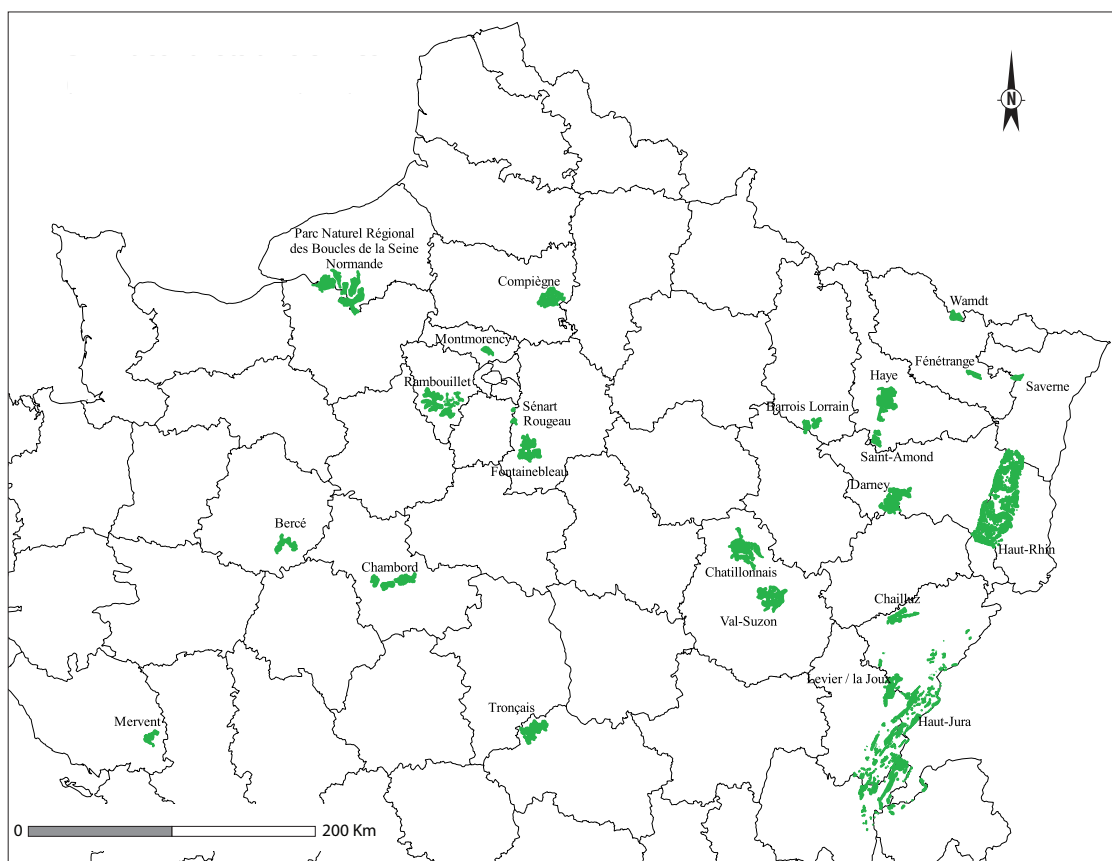 N
Parc Naturel Régional
des Boucles de la Seine
Normande
Compiègne
Wamdt
Montmorency
Fénétrange
Rambouillet
Haye
Saverne
Sénart
Rougeau
Barrois Lorrain
Saint-Amond
Fontainebleau
Darney
Bercé
Haut-Rhin
Chambord
Chatillonnais
Chailluz
Val-Suzon
Levier / la Joux
Tronçais
Mervent
Haut-Jura
0 200 Km